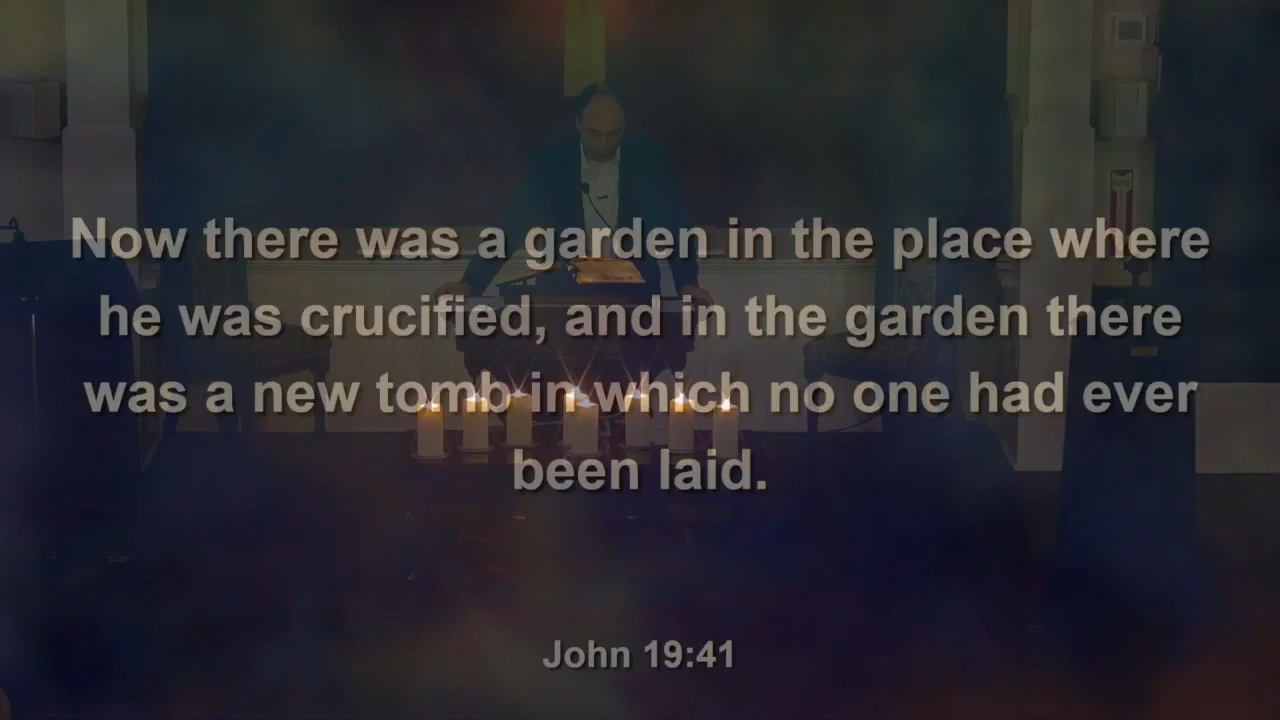 Now there was a garden in the place where
he was crucified, and in the garden there
was a new tomb in which no one had ever
been laid.
John 19:41